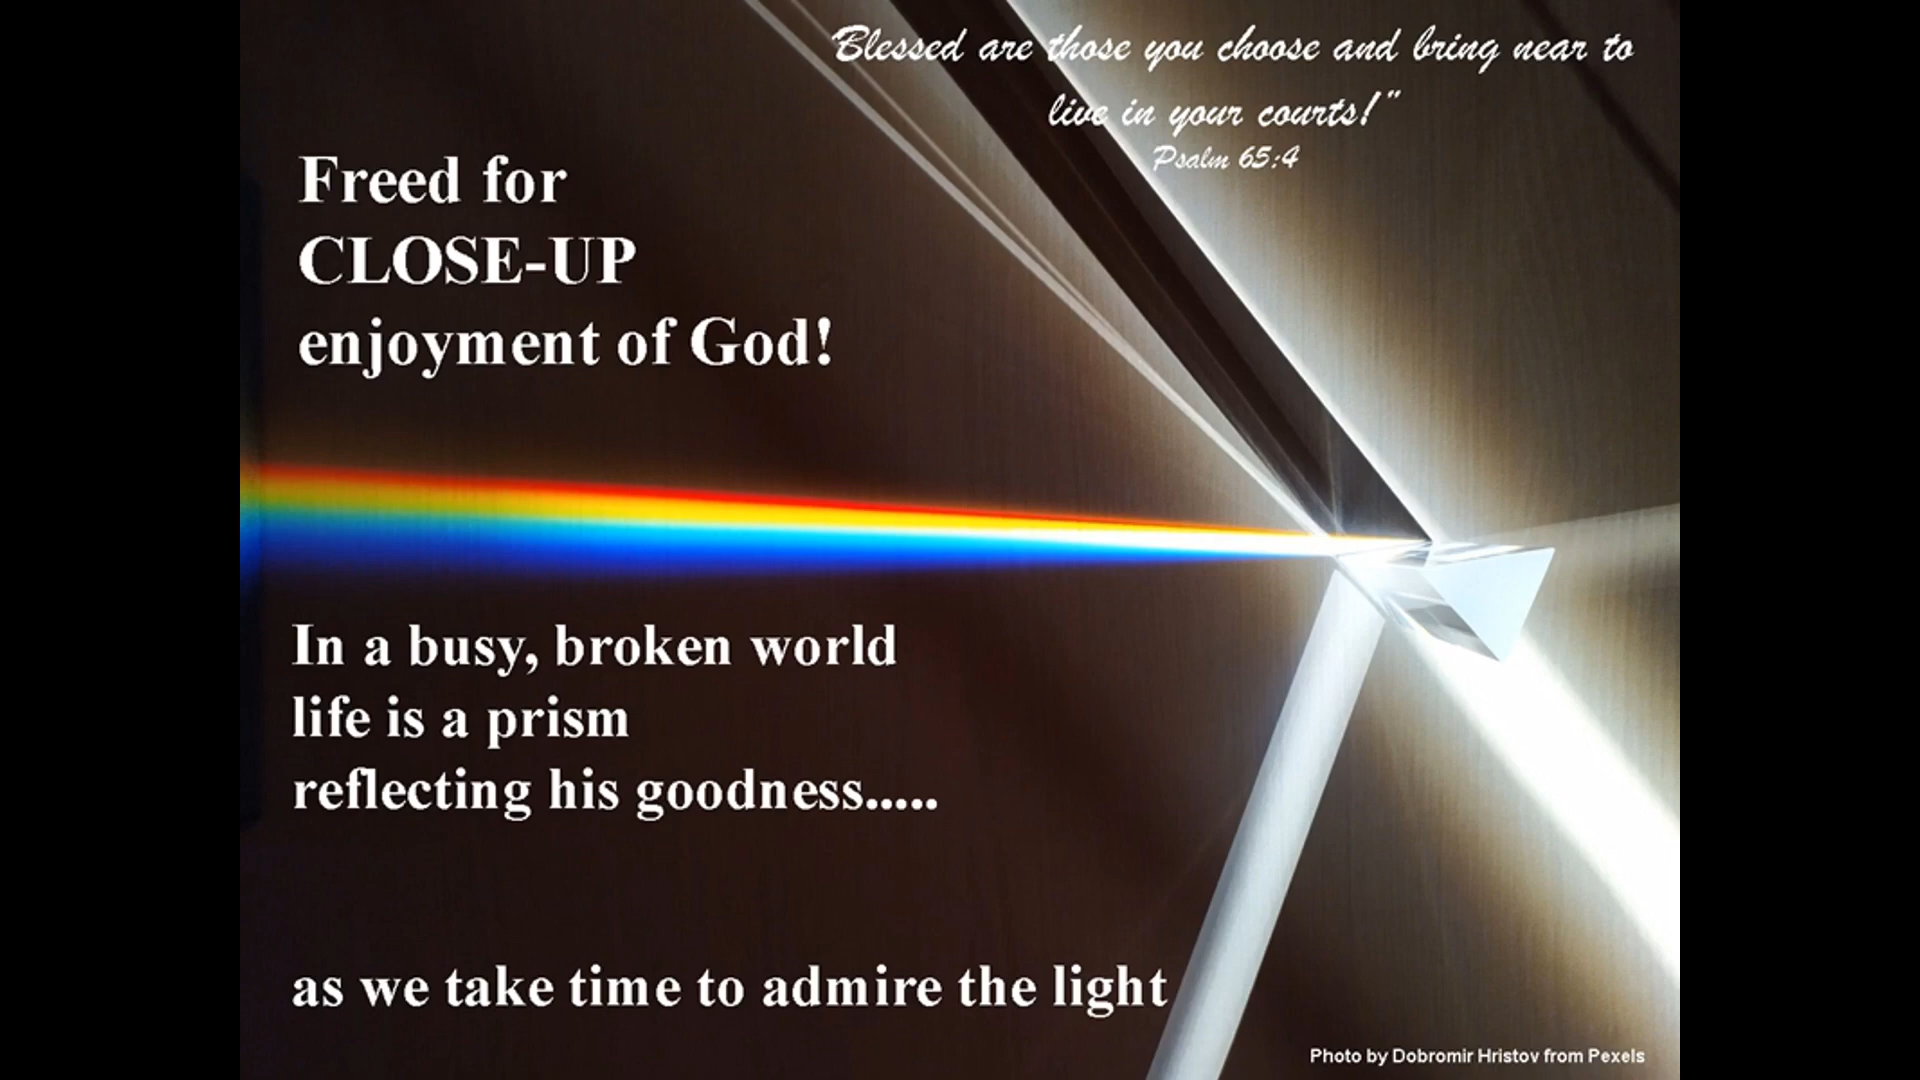 Blessed are those you choose and bring near to
live in your courts!”
Psalm 65:4
Freed for
CLOSE-UP
enjoyment of God!
In a busy, broken world
life is a prism
reflecting his goodness.....
as we take time to admire the light
Photo by Dobromir Hristov from Pexels